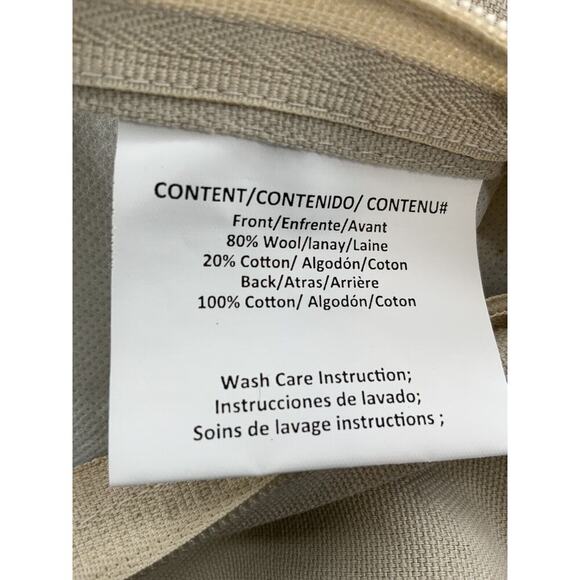 CONTENT/CONTENIDO/ CONTENU#
Front/Enfrente/Avant
80% Wool/lanay/Laine
20% Cotton/ Algodón/Coton
Back/Atras/Arrière
100% Cotton/ Algodón/Coton
Wash Care Instruction;
Instrucciones de lavado;
Soins de lavage instructions ;